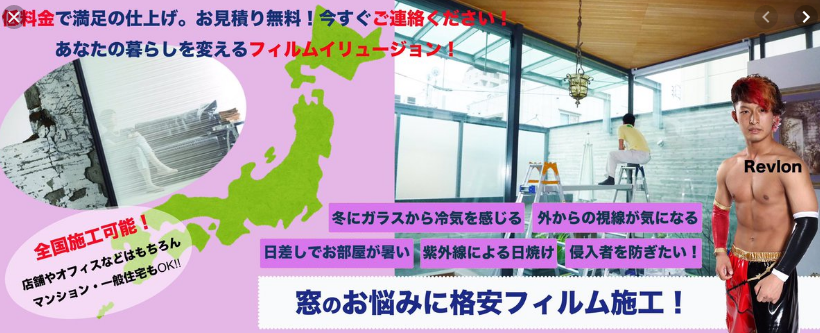 料金で満足の仕上げ。お見積り無料！今すぐご連絡ください！
あなたの暮らしを変えるフィルムイリュージョン！
Revlon
冬にガラスから冷気を感じる
外からの視線が気になる
全国施工可能！
日差しでお部屋が暑い
紫外線による日焼け
侵入者を防ぎたい！
店舗やオフィスなどはもちろん
マンション・一般住宅もOK!!
窓のお悩みに格安フィルム施工！